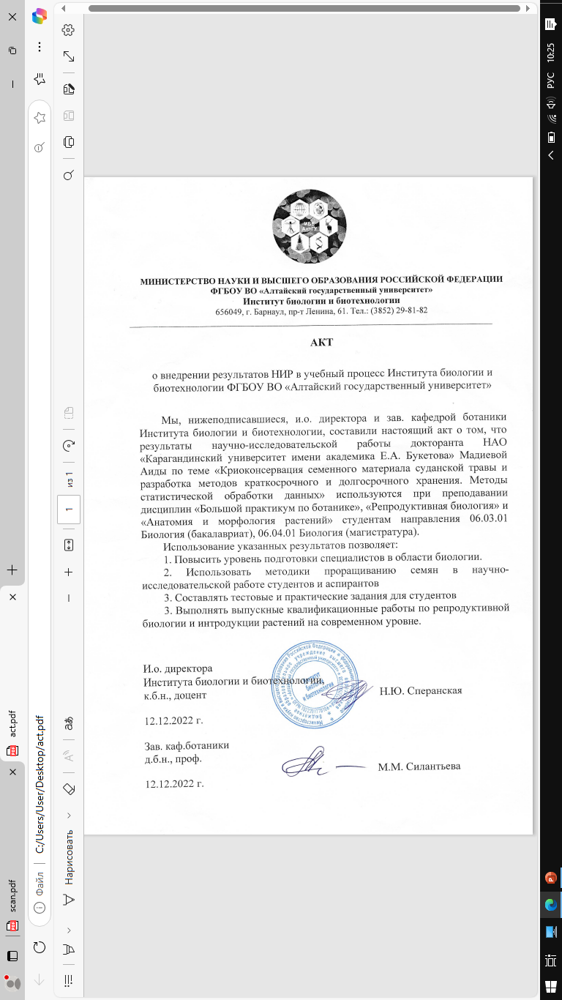 scan.pdf
act.pdf
Файл
C:/Users/User/Desktop/act.pdf
Нарисовать
1
из 1
РУС
10:25
ИББ
АлтГУ
МИНИСТЕРСТВО НАУКИ И ВЫСШЕГО ОБРАЗОВАНИЯ РОССИЙСКОЙ ФЕДЕРАЦИИ
ФГБОУ ВО «Алтайский государственный университет»
Институт биологии и биотехнологии
656049, г. Барнаул, пр-т Ленина, 61. Тел.: (3852) 29-81-82
АКТ
о внедрении результатов НИР в учебный процесс Института биологии и
биотехнологии ФГБОУ ВО «Алтайский государственный университет»
Мы, нижеподписавшиеся, и.о. директора и зав. кафедрой ботаники
Института биологии и биотехнологии, составили настоящий акт о том, что
результаты научно-исследовательской работы докторанта НАО
«Карагандинский университет имени академика Е.А. Букетова» Мадиевой
Аиды по теме «Криоконсервация семенного материала суданской травы и
разработка методов краткосрочного и долгосрочного хранения. Методы
статистической обработки данных» используются при преподавании
дисциплин «Большой практикум по ботанике», «Репродуктивная биология» и
«Анатомия и морфология растений» студентам направления 06.03.01
Биология (бакалавриат), 06.04.01 Биология (магистратура).
Использование указанных результатов позволяет:
1. Повысить уровень подготовки специалистов в области биологии.
2. Использовать методики проращиванию семян в научно-
исследовательской работе студентов и аспирантов
3. Составлять тестовые и практические задания для студентов
3. Выполнять выпускные квалификационные работы по репродуктивной
биологии и интродукции растений на современном уровне.
И.о. директора
Института биологии и биотехнологии,
к.б.н., доцент
Н.Ю. Сперанская
институт
биологии
и биотехнологии
12.12.2022 г.
Зав. каф.ботаники
д.б.н., проф.
М.М. Силантьева
12.12.2022 г.